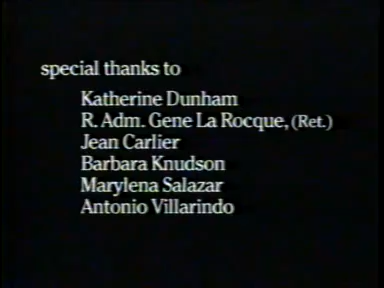 special thanks to
Katherine Dunham
R. Adm. Gene La Rocque, (Ret.)
Jean Carlier
Barbara Knudson
Marylena Salazar
Antonio Villarindo